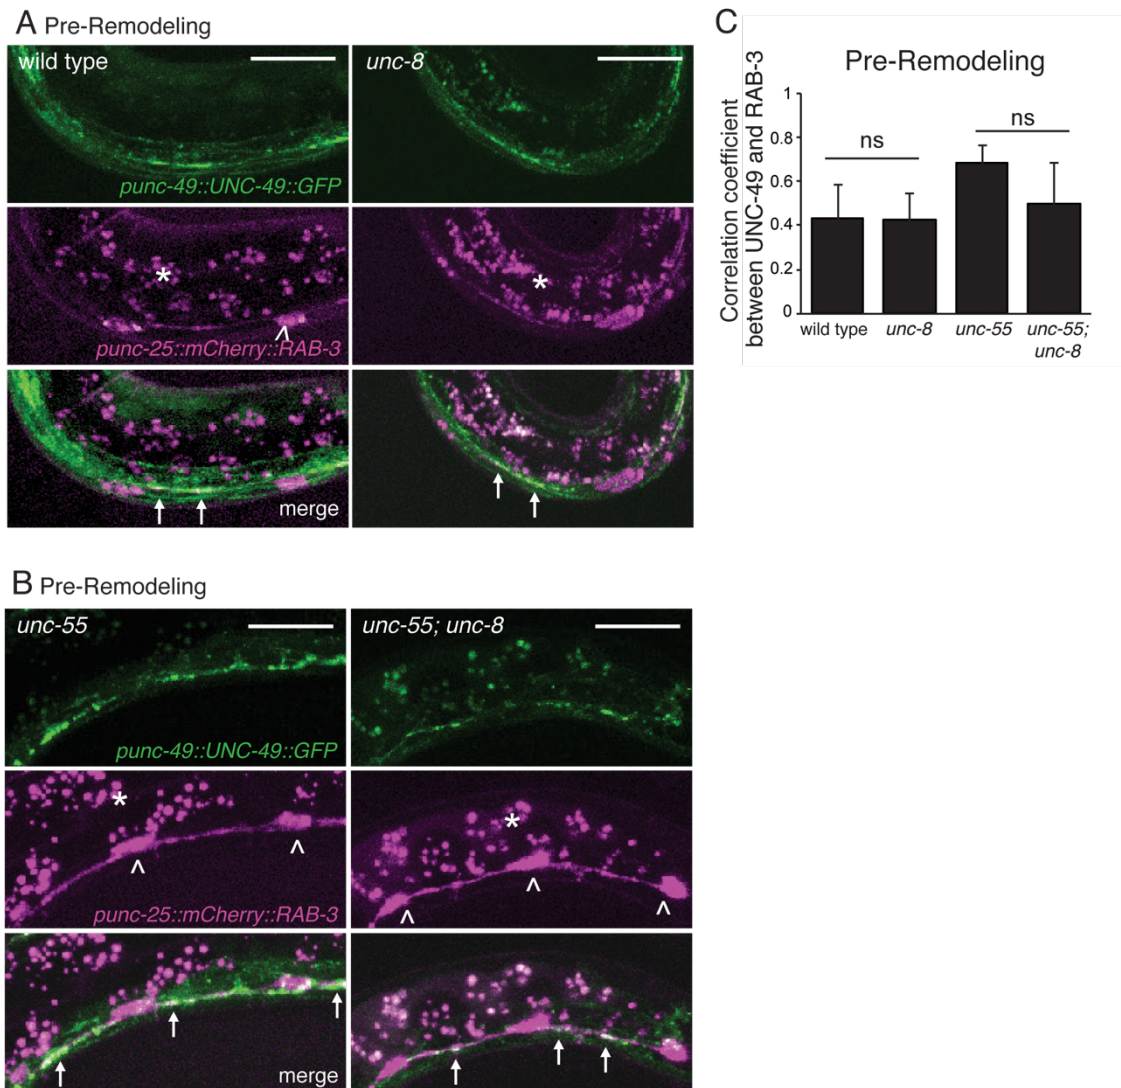 A Pre-Remodeling
wild type
unc-8
punc-49::UNC-49::GFP
*
*
^
punc-25::mCherry::RAB-3
merge
B Pre-Remodeling
unc-55
unc-55; unc-8
punc-49::UNC-49::GFP
*
*
^
^
^
^
^
punc-25::mCherry::RAB-3
merge
C
Pre-Remodeling
Correlation coefficient
between UNC-49 and RAB-3
1
0.8
0.6
0.4
0.2
0
ns
ns
wild type
unc-8
unc-55
unc-55;
unc-8